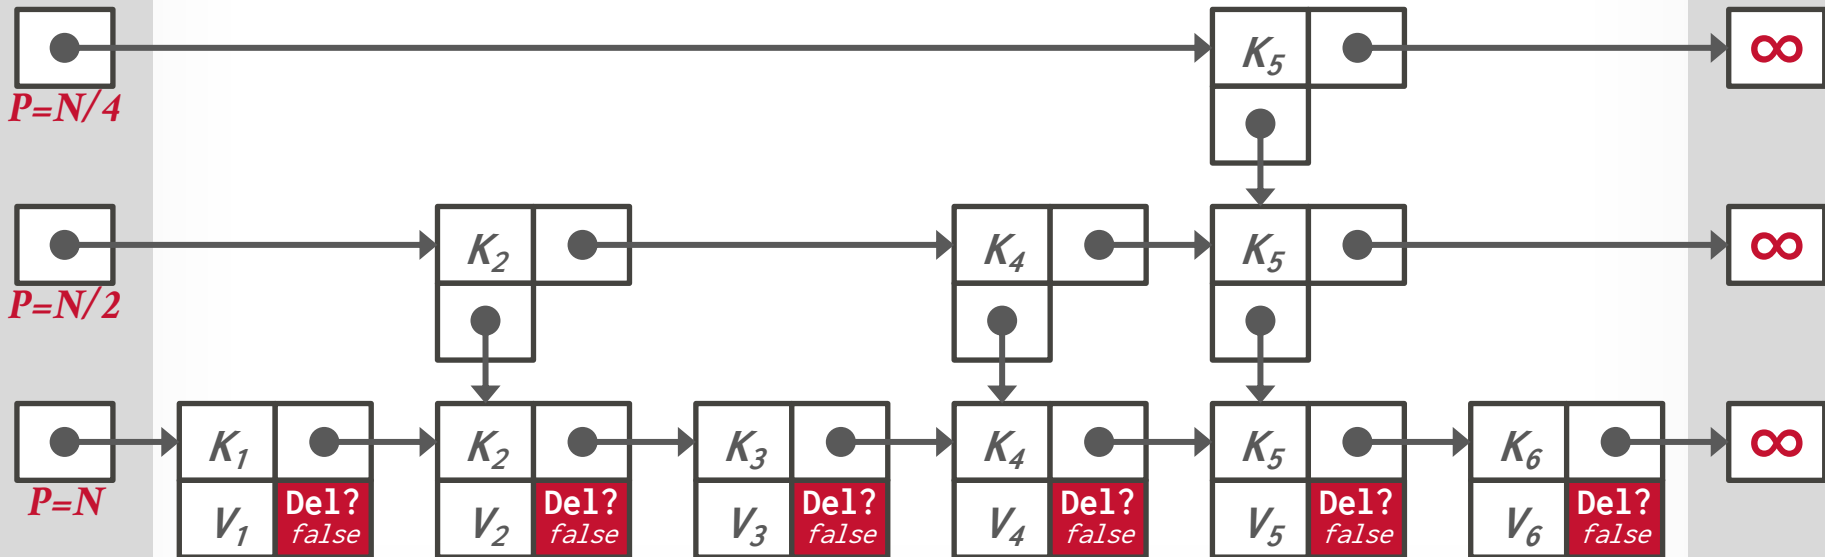 K5 ∞
P=N/4
K2 K4 K5 ∞
P=N/2
K1 K2 K3 K4 K5 K6 ∞
P=N
V1 Del? false V2 Del? false V3 Del? false V4 Del? false V5 Del? false V6 Del? false